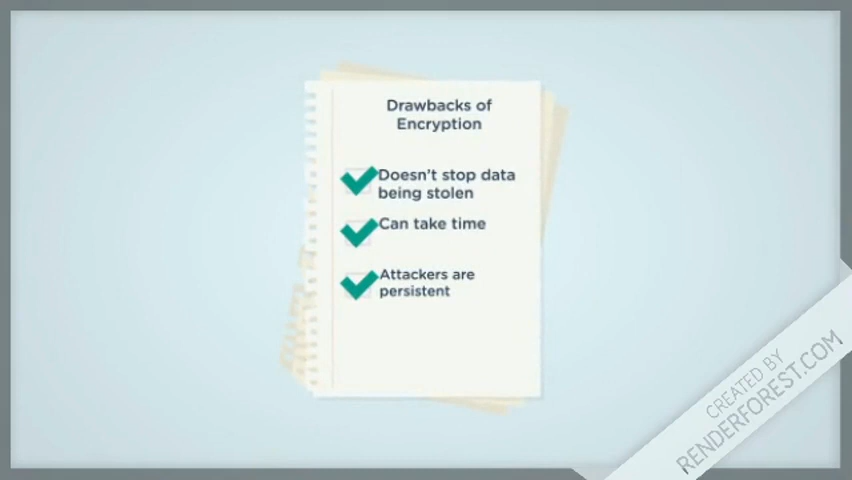 Drawbacks of
Encryption
Doesn't stop data
being stolen
Can take time
Attackers are
persistent
CREATED BY
RENDERFOREST.COM